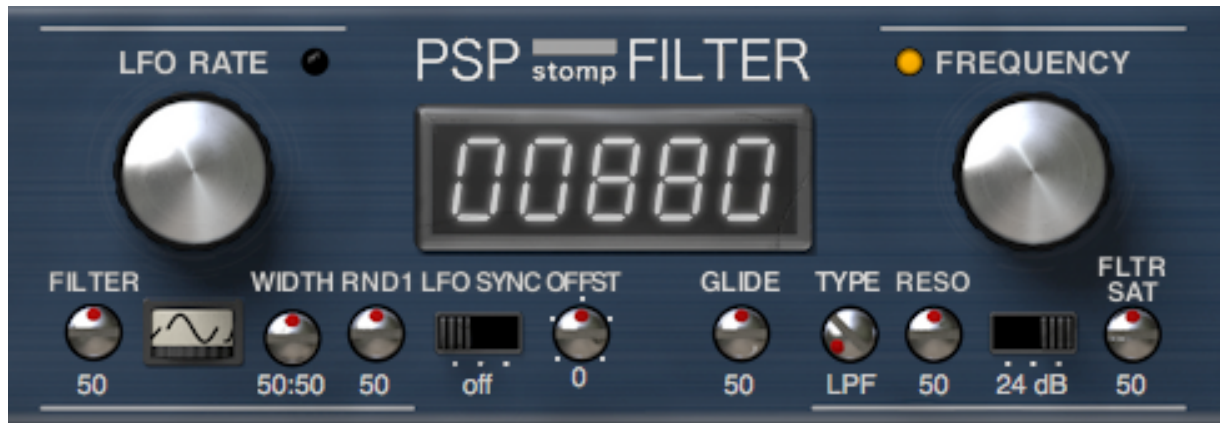 LFO RATE
PSP stomp FILTER
FREQUENCY
00880
FILTER
WIDTH
RND1
LFO SYNC
OFFST
GLIDE
TYPE
RESO
FLTR
SAT
50
50:50
50
off
0
50
LPF
50
24 dB
50